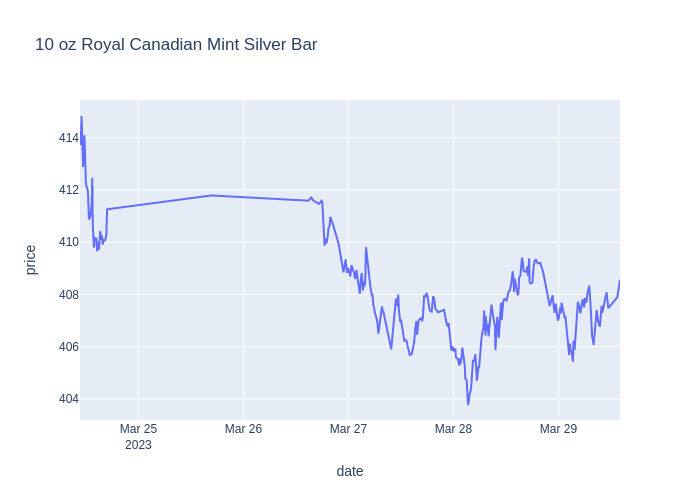 10 oz Royal Canadian Mint Silver Bar
414
412
410
408
406
404
price
Mar 25
2023
Mar 26
Mar 27
Mar 28
Mar 29
date